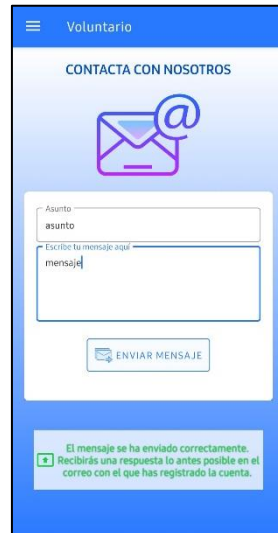 Voluntario
CONTACTA CON NOSOTROS
@
Asunto
asunto
Escribe tu mensaje aquí
mensaje
ENVIAR MENSAJE
El mensaje se ha enviado correctamente.
Recibirás una respuesta lo antes posible en el
correo con el que has registrado la cuenta.